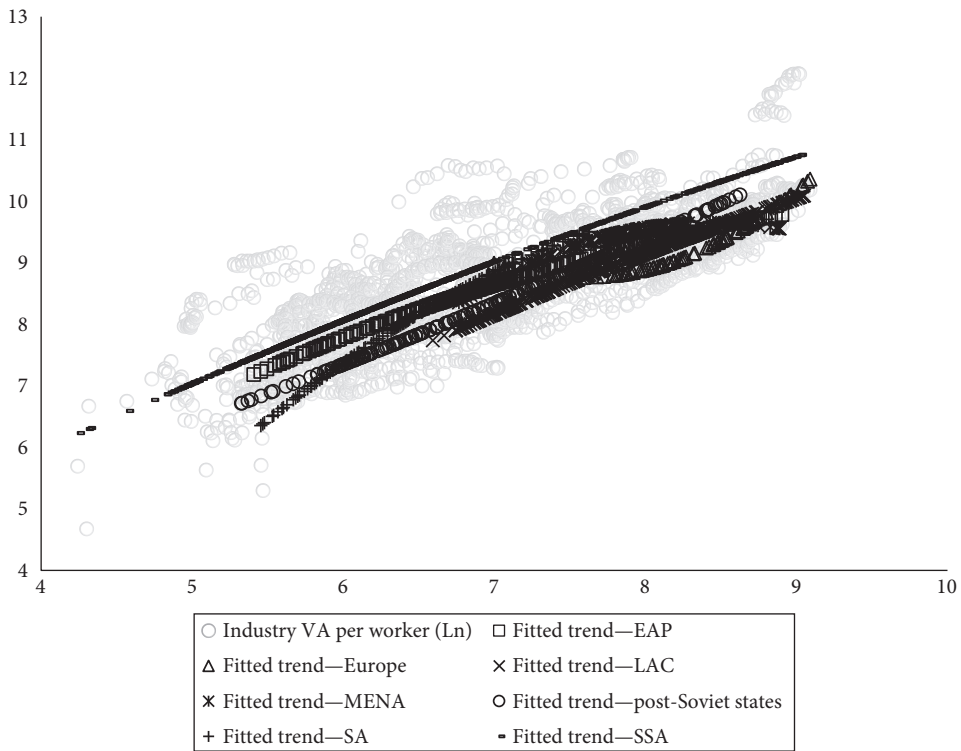 13
12
11
10
9
8
7
6
5
4
4 5 6 7 8 9 10
Industry VA per worker (Ln) Fitted trend—EAP
Fitted trend—Europe Fitted trend—LAC
Fitted trend—MENA Fitted trend—post-Soviet states
Fitted trend—SA Fitted trend—SSA